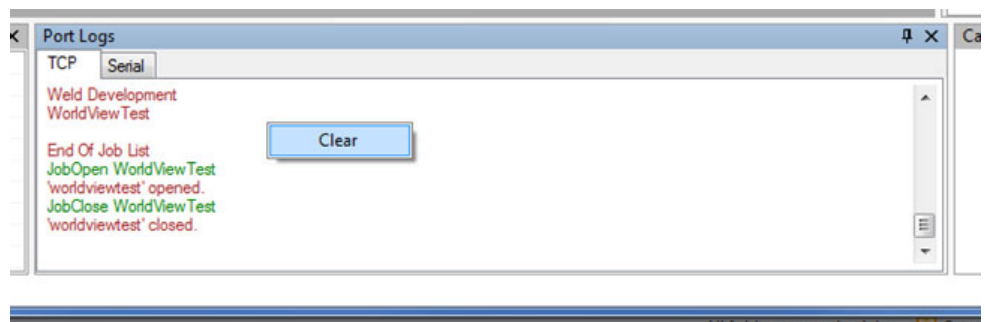 Port Logs
Ca
TCP
Serial
Weld Development
WorldViewTest
End Of Job List
JobOpen WorldViewTest
'worldviewtest' opened.
JobClose WorldViewTest
'worldviewtest' closed.
Clear